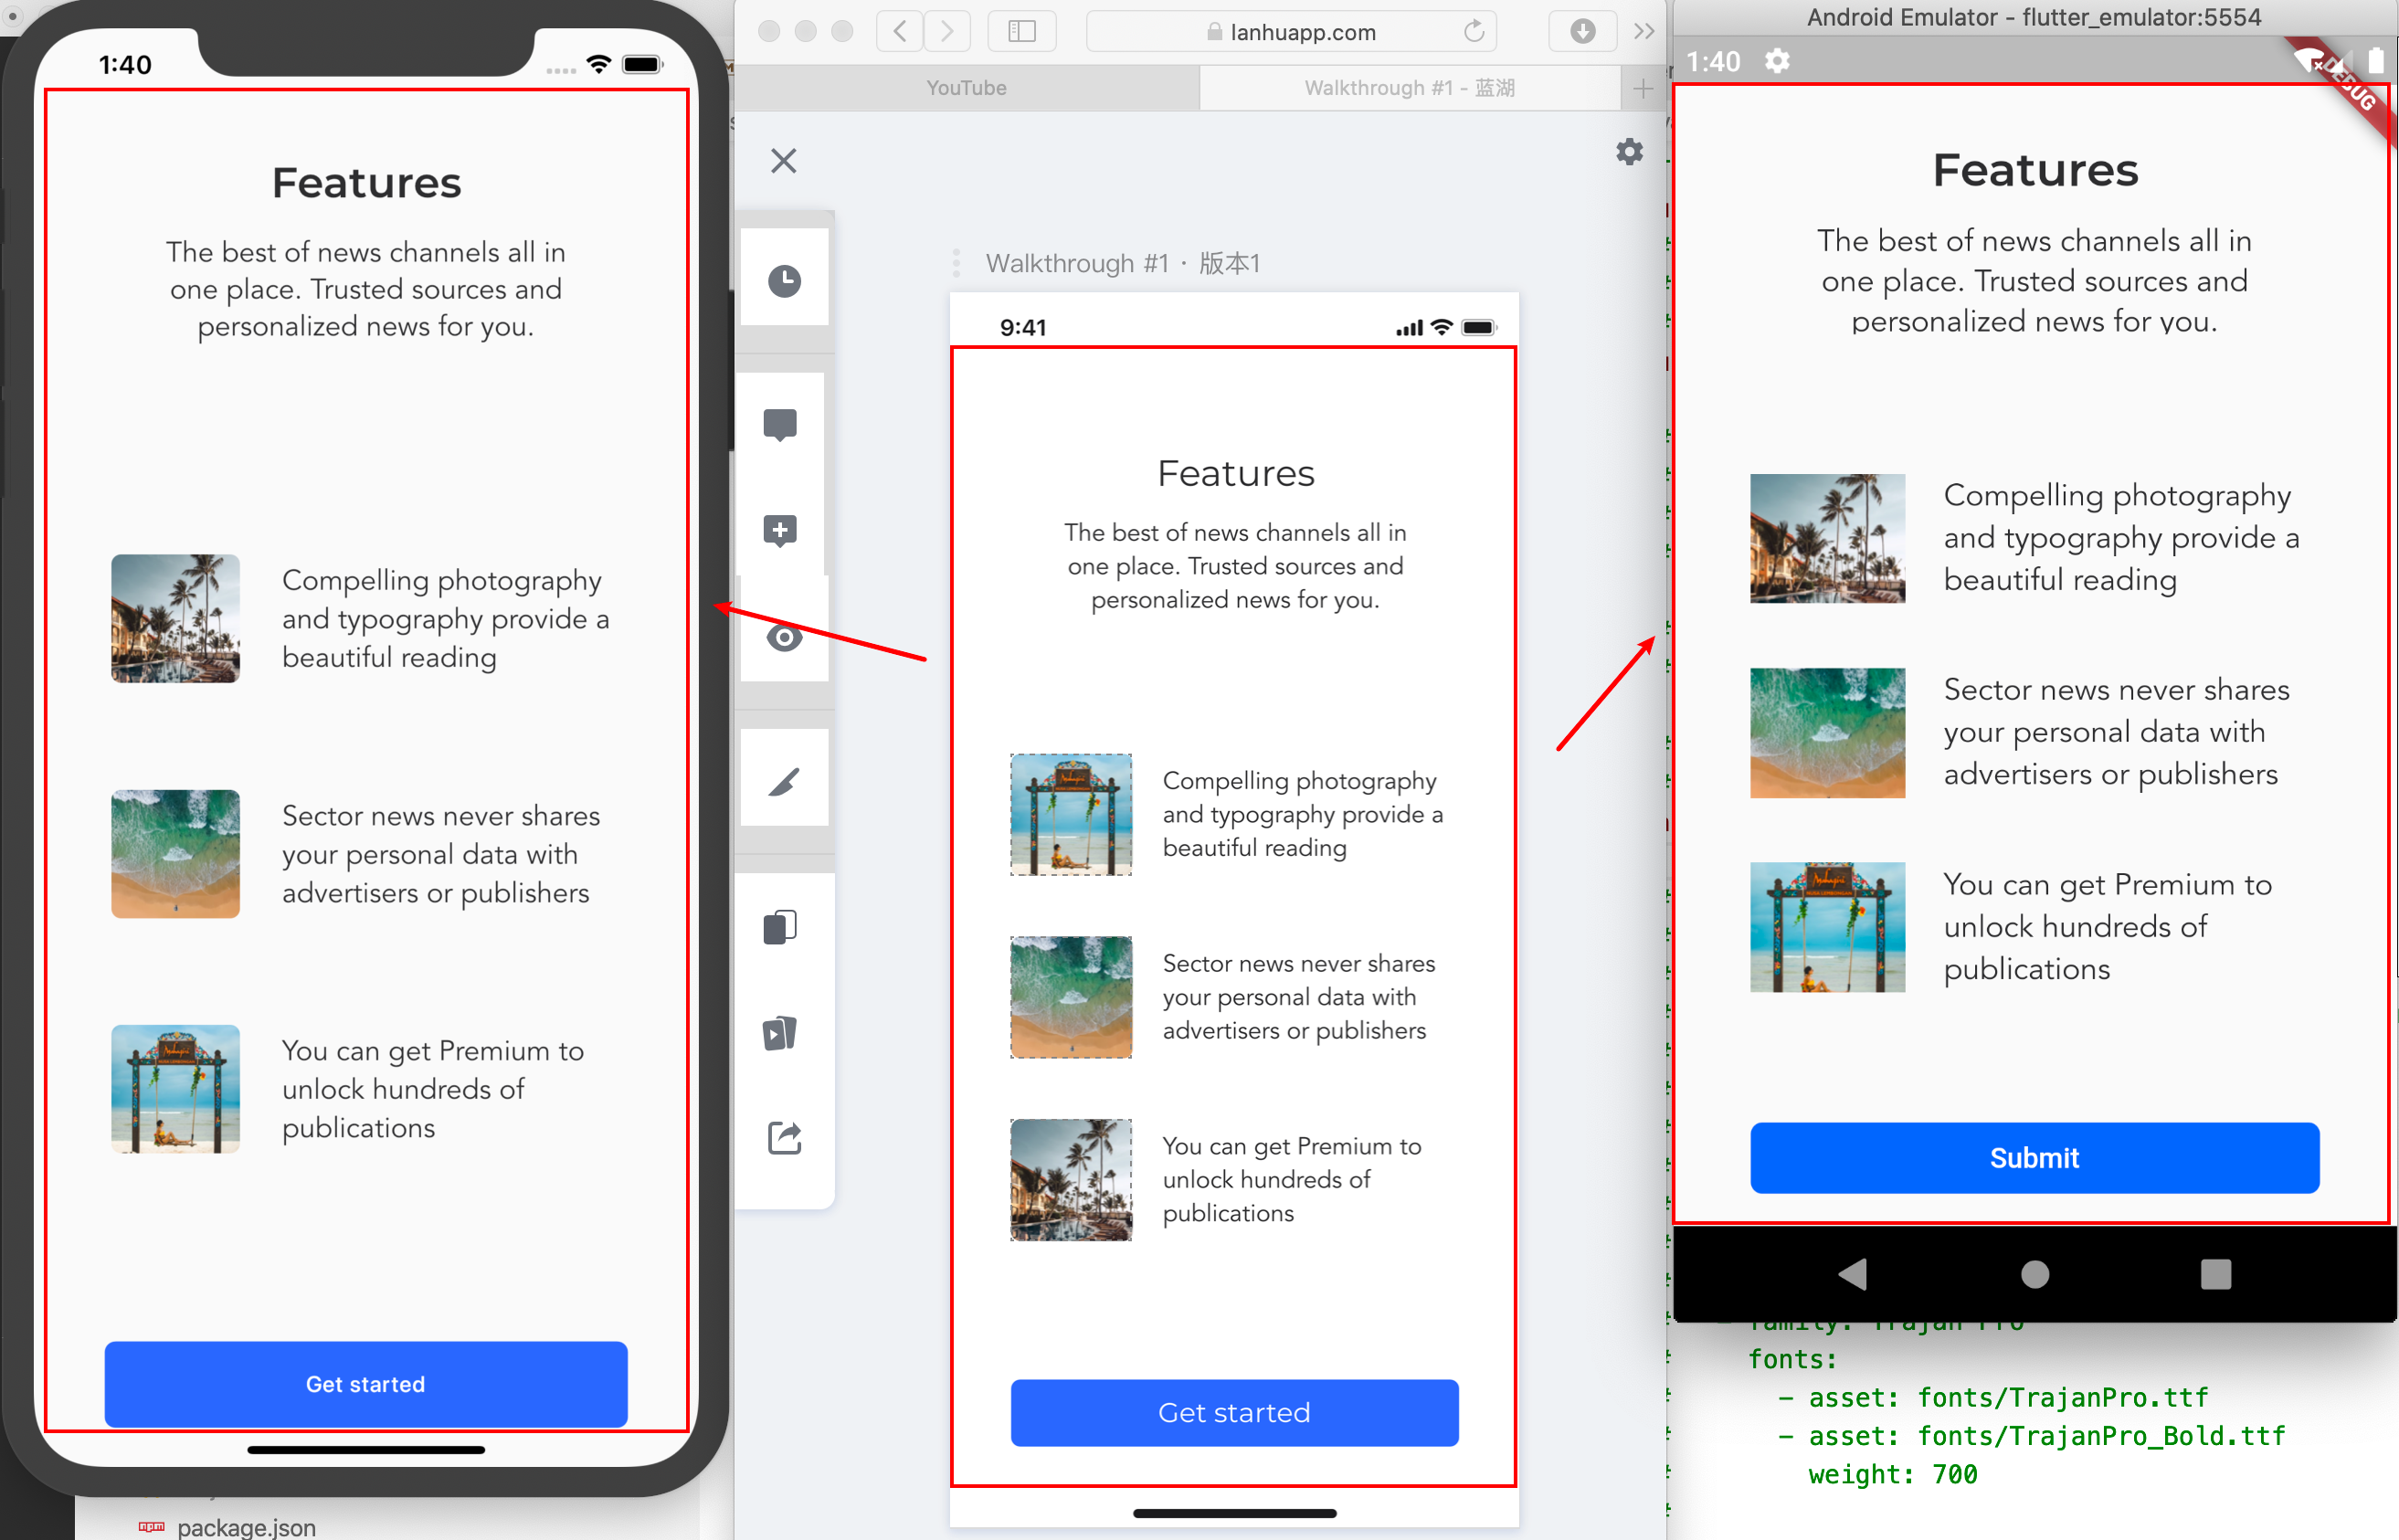 1:40
Features
The best of news channels all in
one place. Trusted sources and
personalized news for you.
Compelling photography
and typography provide a
beautiful reading
Sector news never shares
your personal data with
advertisers or publishers
You can get Premium to
unlock hundreds of
publications
Get started
package.json
lanhuapp.com
YouTube
Walkthrough #1 - 蓝湖
Walkthrough #1 · 版本1
9:41
Features
The best of news channels all in
one place. Trusted sources and
personalized news for you.
Compelling photography
and typography provide a
beautiful reading
Sector news never shares
your personal data with
advertisers or publishers
You can get Premium to
unlock hundreds of
publications
Get started
Android Emulator - flutter_emulator:5554
1:40
DEBUG
Features
The best of news channels all in
one place. Trusted sources and
personalized news for you.
Compelling photography
and typography provide a
beautiful reading
Sector news never shares
your personal data with
advertisers or publishers
You can get Premium to
unlock hundreds of
publications
Submit
family: Trajan Pro
fonts:
- asset: fonts/TrajanPro.ttf
- asset: fonts/TrajanPro_Bold.ttf
weight: 700